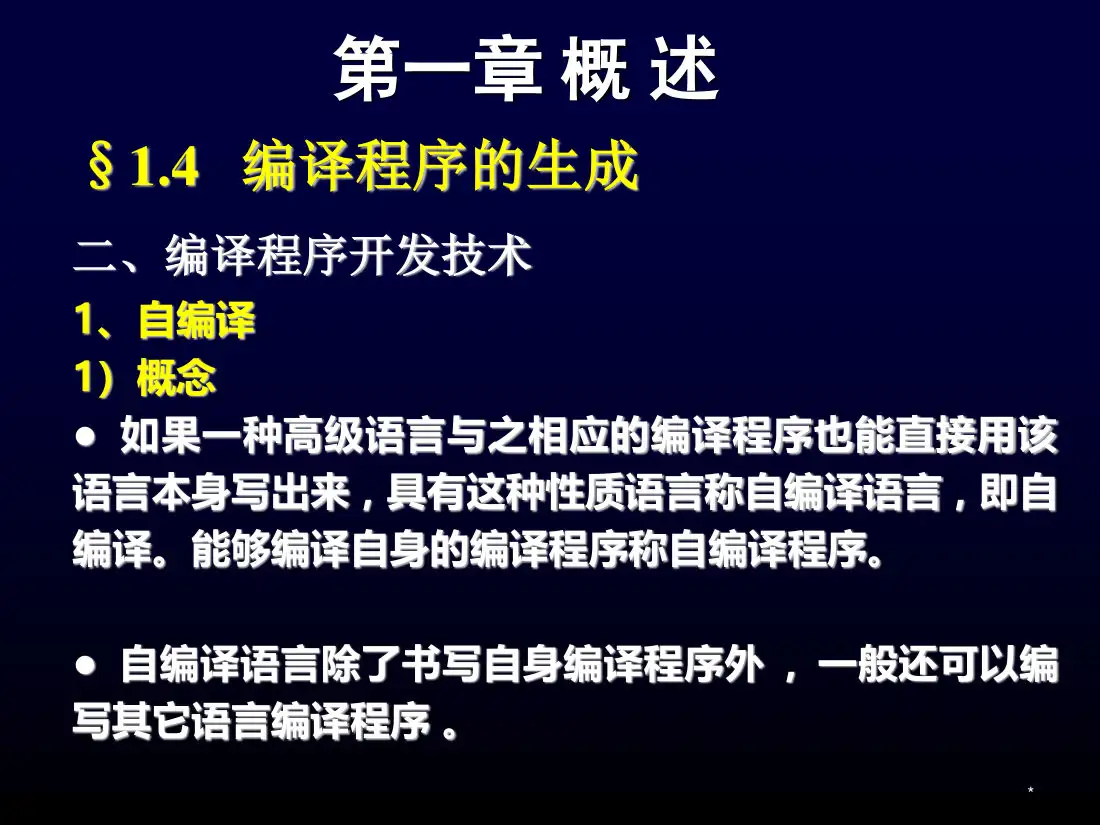 第一章 概 述
§1.4 编译程序的生成
二、编译程序开发技术
1、自编译
1）概念
● 如果一种高级语言与之相应的编译程序也能直接用该
语言本身写出来，具有这种性质语言称自编译语言，即自
编译。能够编译自身的编译程序称自编译程序。
● 自编译语言除了书写自身编译程序外 ，一般还可以编
写其它语言编译程序 。
*